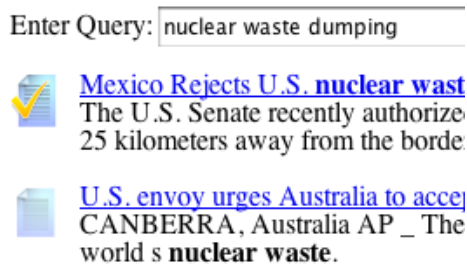 Enter Query: nuclear waste dumping
Mexico Rejects U.S. nuclear wast
The U.S. Senate recently authorize
25 kilometers away from the border
U.S. envoy urges Australia to accep
CANBERRA, Australia AP _ The
world s nuclear waste.